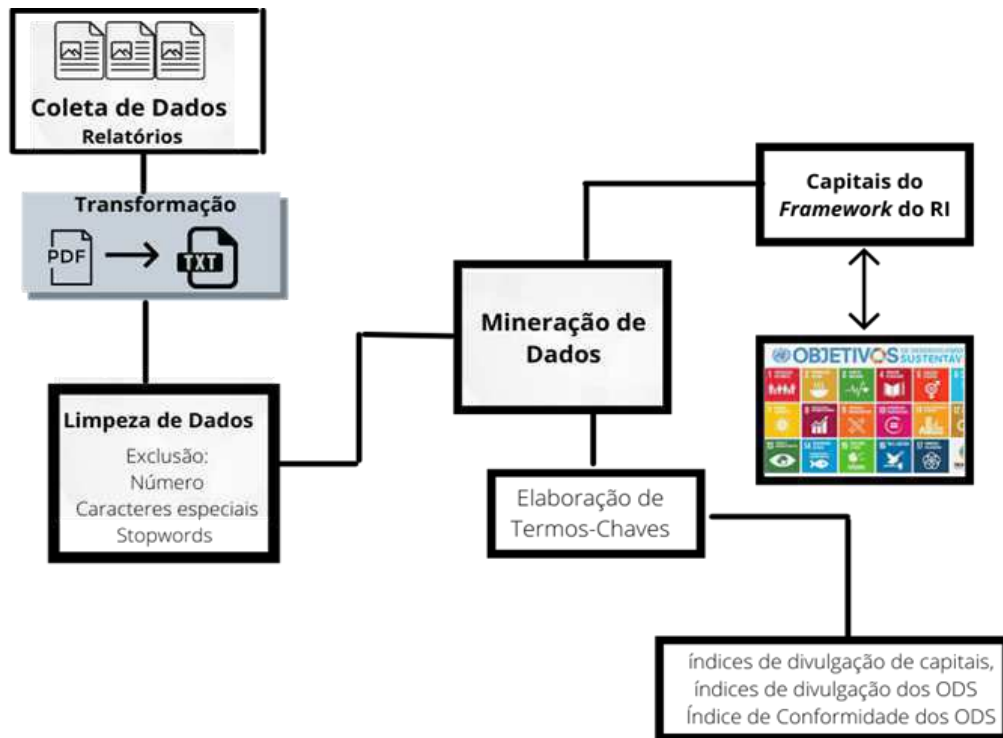 Coleta de Dados
Relatórios
Transformação
PDF
TXT
Limpeza de Dados
Exclusão:
Número
Caracteres especiais
Stopwords
Mineração de
Dados
Capitais do
Framework do RI
OBJETIVOS
SUSTENTÁV
Elaboração de
Termos-Chaves
índices de divulgação de capitais,
índices de divulgação dos ODS
Índice de Conformidade dos ODS